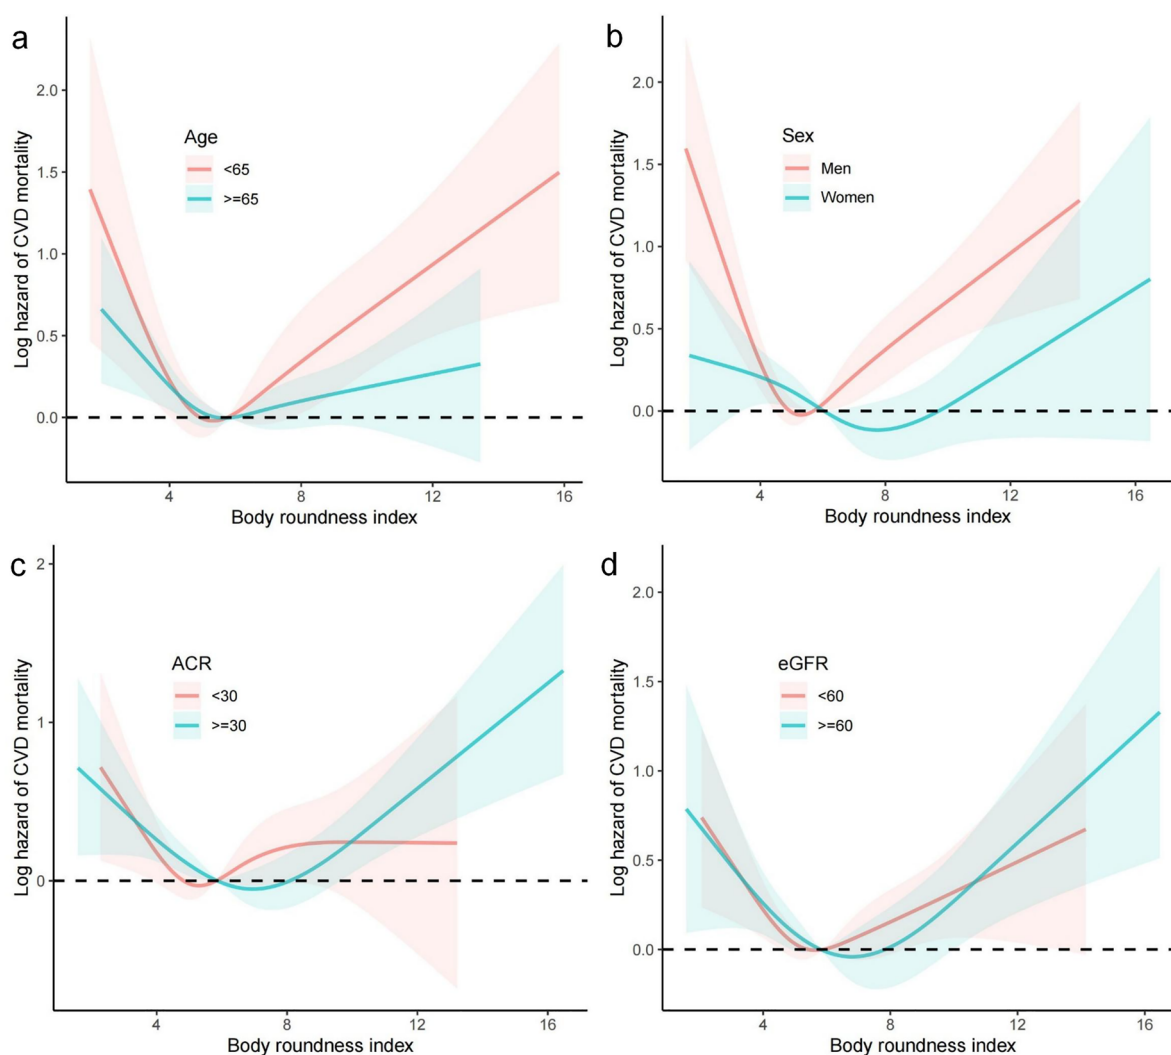 a
Log hazard of CVD mortality
2.0
1.5
1.0
0.5
0.0
Age
<65
>=65
4
8
12
16
Body roundness index
b
Log hazard of CVD mortality
2.0
1.5
1.0
0.5
0.0
Sex
Men
Women
4
8
12
16
Body roundness index
c
Log hazard of CVD mortality
2
1
0
ACR
<30
>=30
4
8
12
16
Body roundness index
d
Log hazard of CVD mortality
2.0
1.5
1.0
0.5
0.0
eGFR
<60
>=60
4
8
12
16
Body roundness index